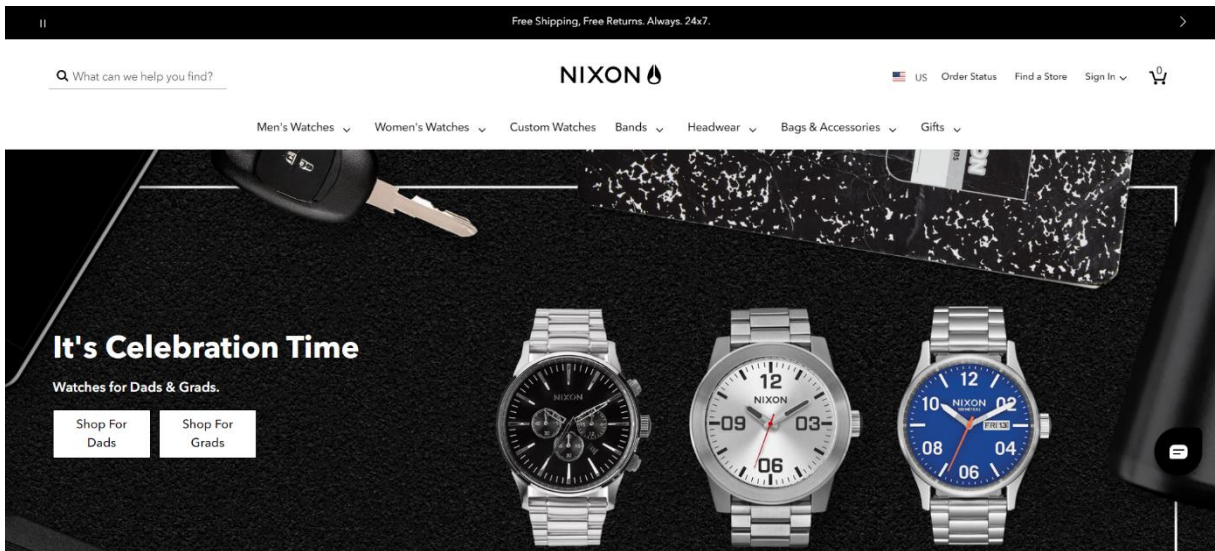 Free Shipping, Free Returns. Always. 24x7.
What can we help you find?
NIXON
US
Order Status
Find a Store
Sign In
0
Men's Watches
Women's Watches
Custom Watches
Bands
Headwear
Bags & Accessories
Gifts
It's Celebration Time
Watches for Dads & Grads.
Shop For
Dads
Shop For
Grads
NIXON
12
NIXON
09
03
06
12
10
NIXON
02
FRI 13
08
04
06